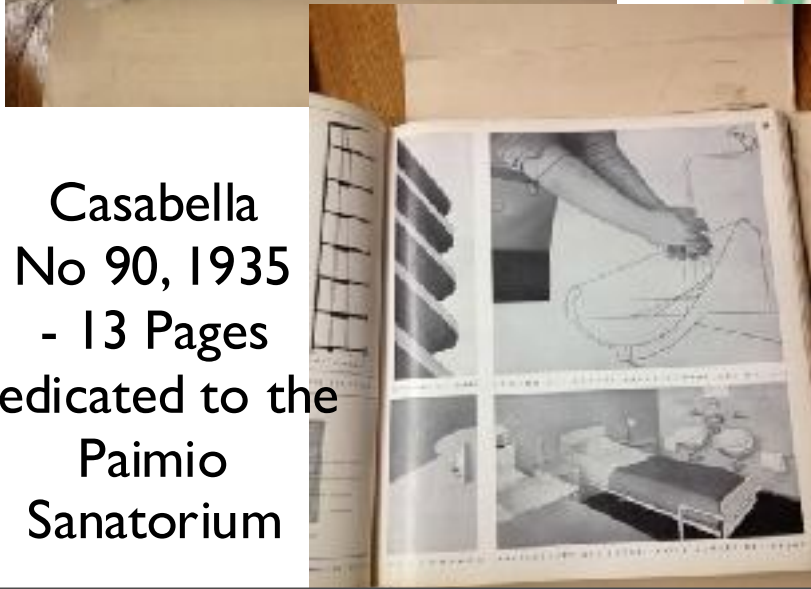 Casabella
No 90, 1935
- 13 Pages
edicated to the
Paimio
Sanatorium